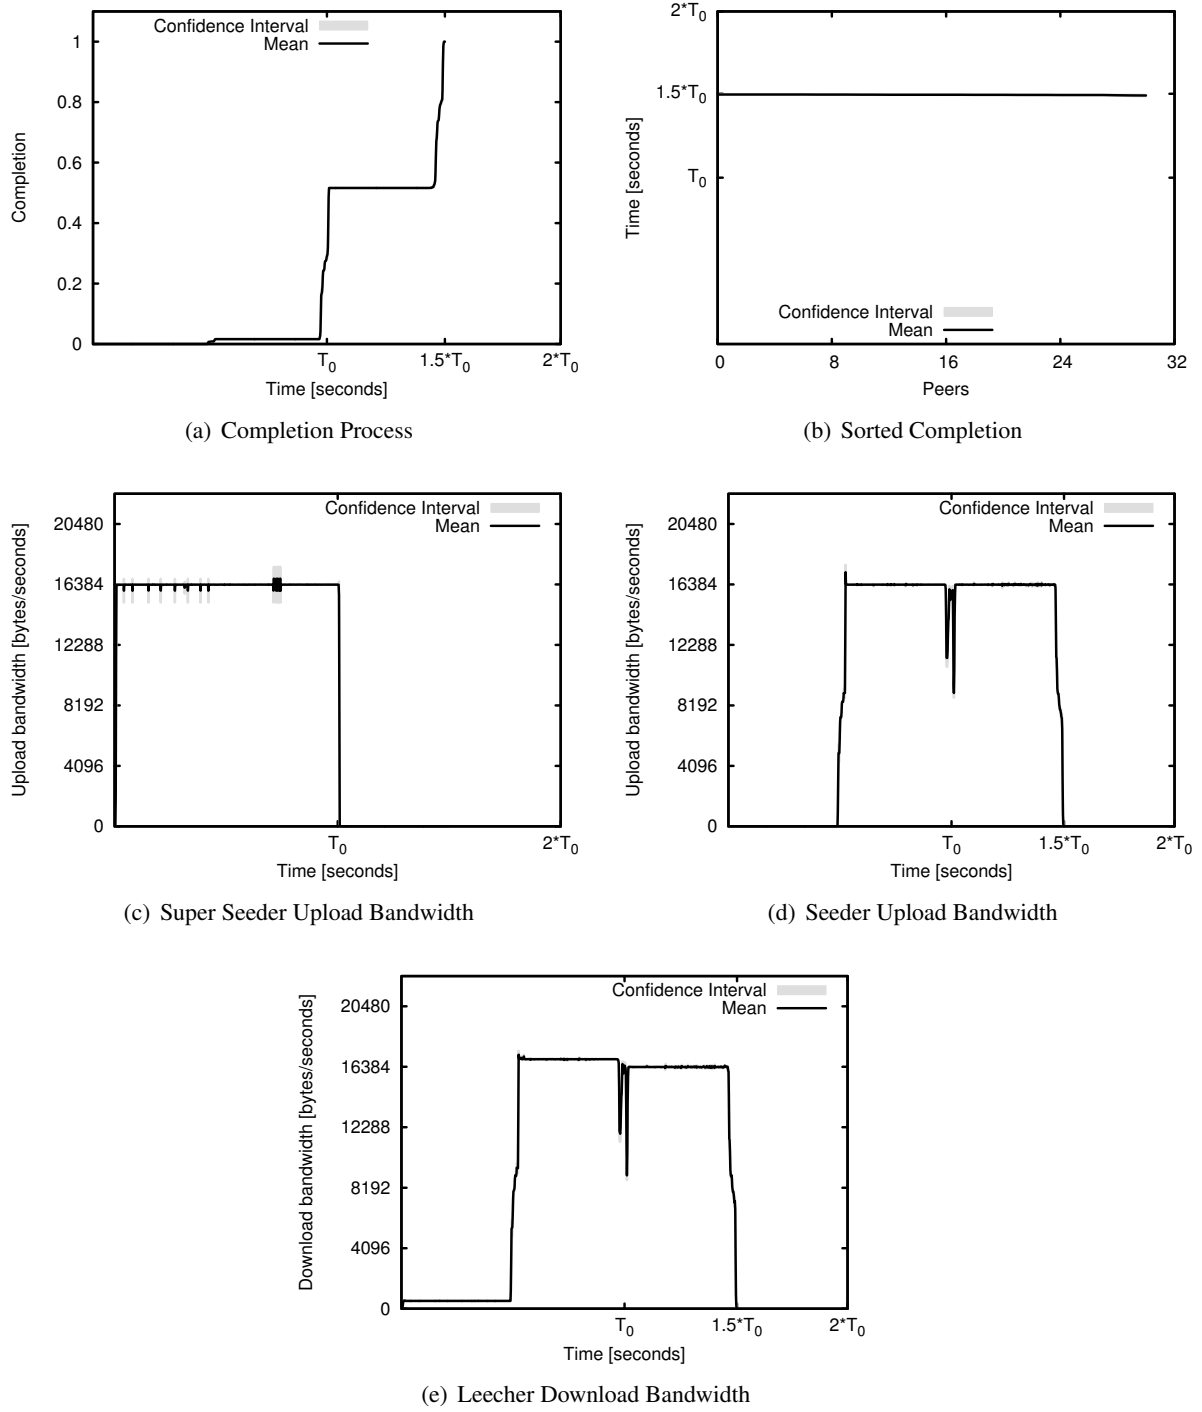 Confidence Interval
Mean
1
0.8
0.6
0.4
0.2
0
Completion
T0 1.5*T0 2*T0
Time [seconds]
(a) Completion Process
2*T0
1.5*T0
T0
Time [seconds]
Confidence Interval
Mean
0 8 16 24 32
Peers
(b) Sorted Completion
Confidence Interval
Mean
20480
16384
12288
8192
4096
0
Upload bandwidth [bytes/seconds]
T0 2*T0
Time [seconds]
(c) Super Seeder Upload Bandwidth
Confidence Interval
Mean
20480
16384
12288
8192
4096
0
Upload bandwidth [bytes/seconds]
T0 1.5*T0 2*T0
Time [seconds]
(d) Seeder Upload Bandwidth
Confidence Interval
Mean
20480
16384
12288
8192
4096
0
Download bandwidth [bytes/seconds]
T0 1.5*T0 2*T0
Time [seconds]
(e) Leecher Download Bandwidth